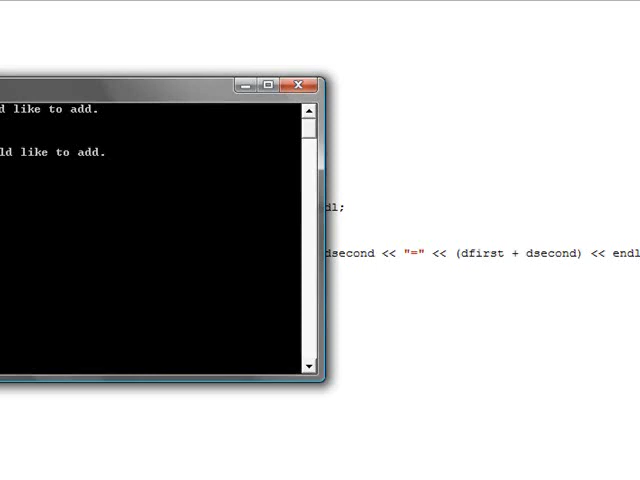 d like to add.
ld like to add.
dl;
dsecond << "=" << (dfirst + dsecond) << endl